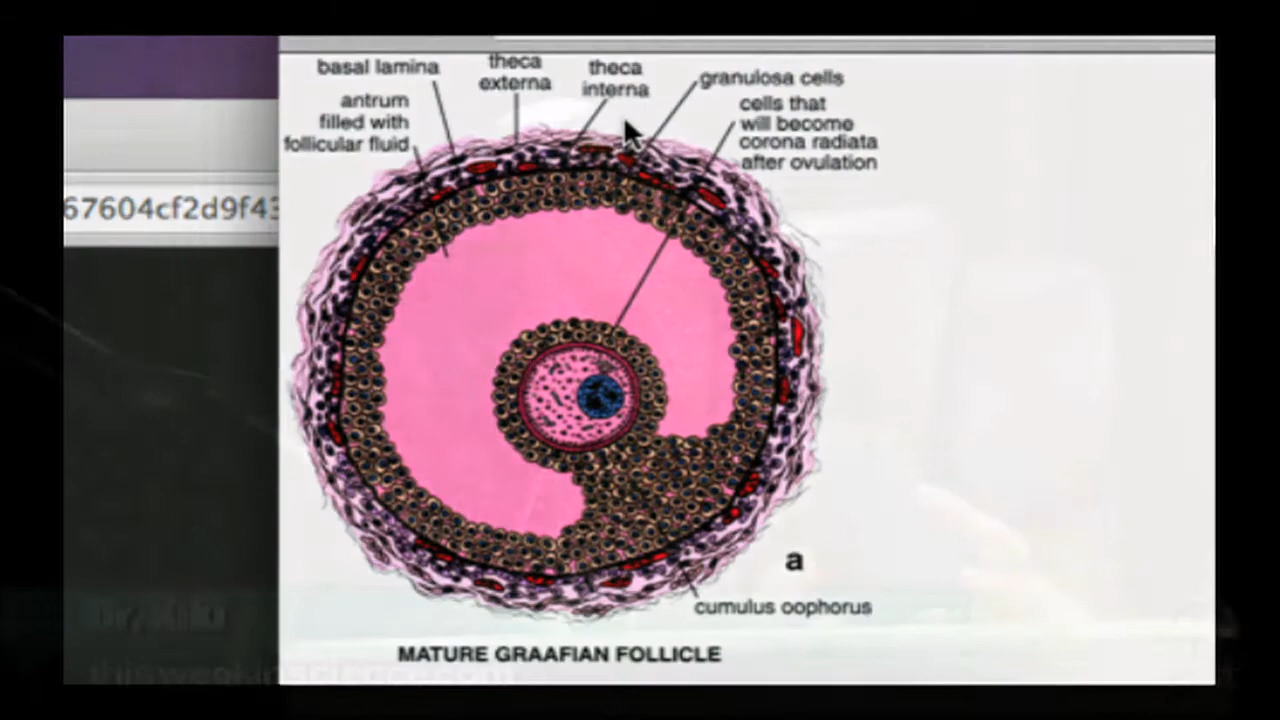 basal lamina
theca
externa
theca
interna
granulosa cells
antrum
filled with
follicular fluid
cells that
will become
corona radiata
after ovulation
67604cf2d9f43
a
cumulus oophorus
MATURE GRAAFIAN FOLLICLE